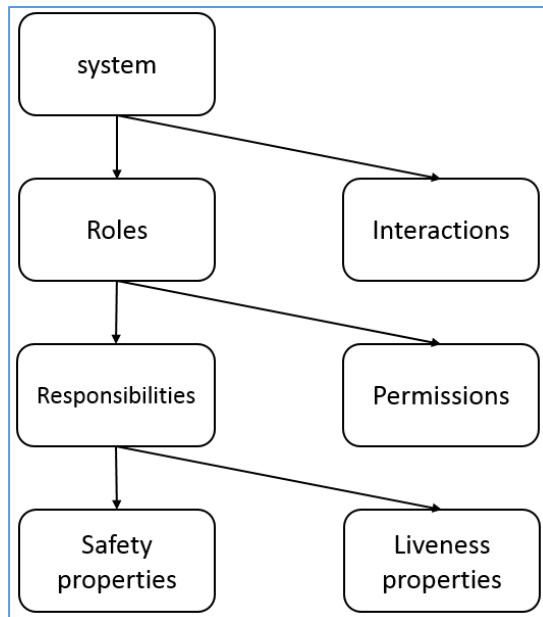 system
Roles
Interactions
Responsibilities
Permissions
Safety
properties
Liveness
properties